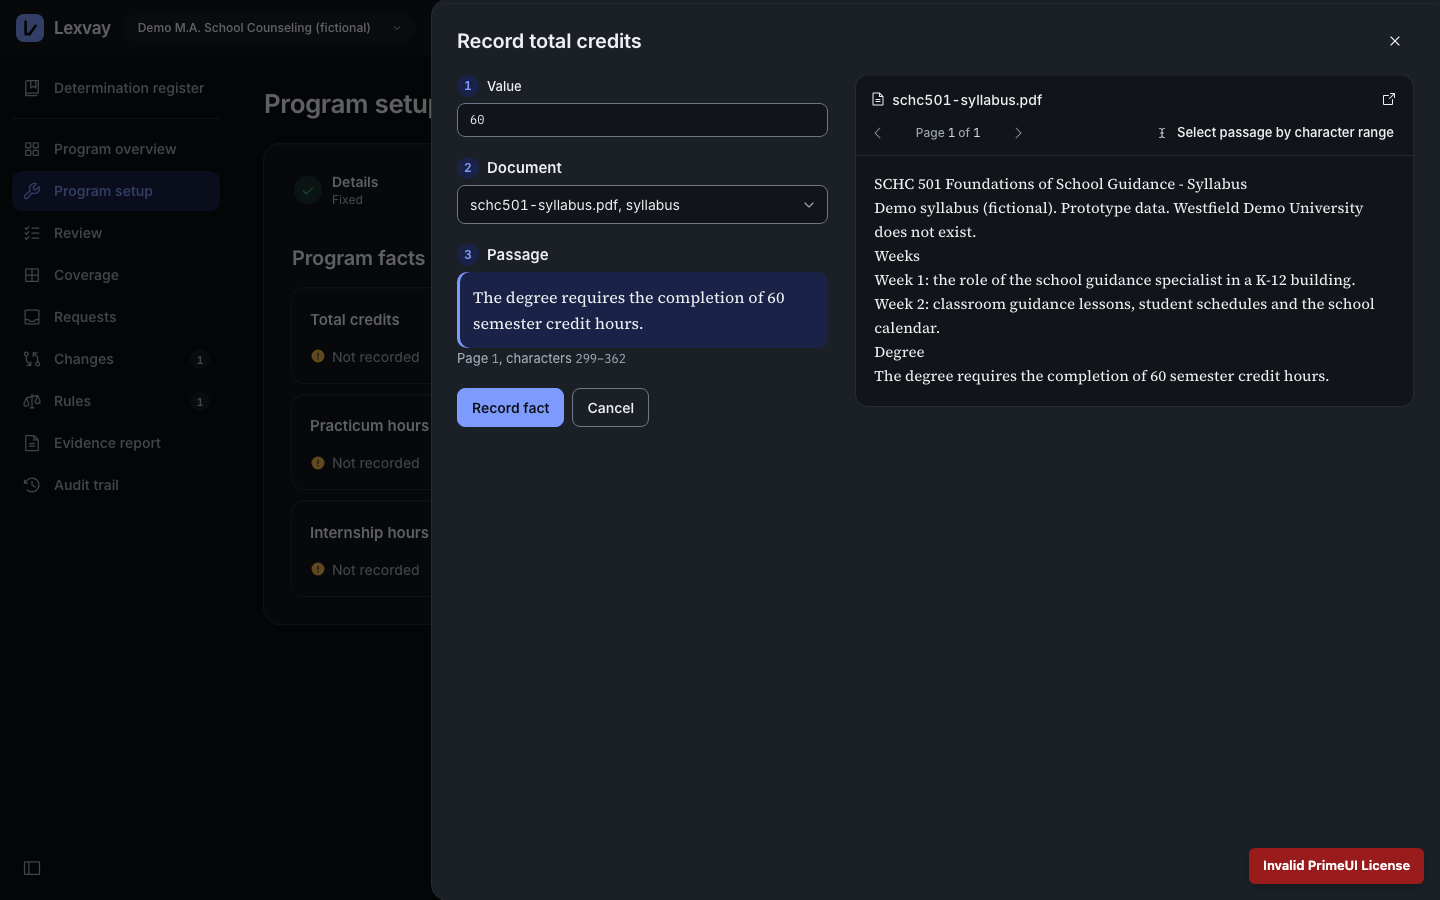 Lexvay
Demo M.A. School Counseling (fictional)
Determination register
Program overview
Program setup
Review
Coverage
Requests
Changes 1
Rules 1
Evidence report
Audit trail
Program setup
Details
Fixed
Program facts
Total credits
Not recorded
Practicum hours
Not recorded
Internship hours
Not recorded
Record total credits
1 Value
60
2 Document
schc501-syllabus.pdf, syllabus
3 Passage
The degree requires the completion of 60
semester credit hours.
Page 1, characters 299–362
Record fact
Cancel
schc501-syllabus.pdf
Page 1 of 1
Select passage by character range
SCHC 501 Foundations of School Guidance - Syllabus
Demo syllabus (fictional). Prototype data. Westfield Demo University
does not exist.
Weeks
Week 1: the role of the school guidance specialist in a K-12 building.
Week 2: classroom guidance lessons, student schedules and the school
calendar.
Degree
The degree requires the completion of 60 semester credit hours.
Invalid PrimeUI License